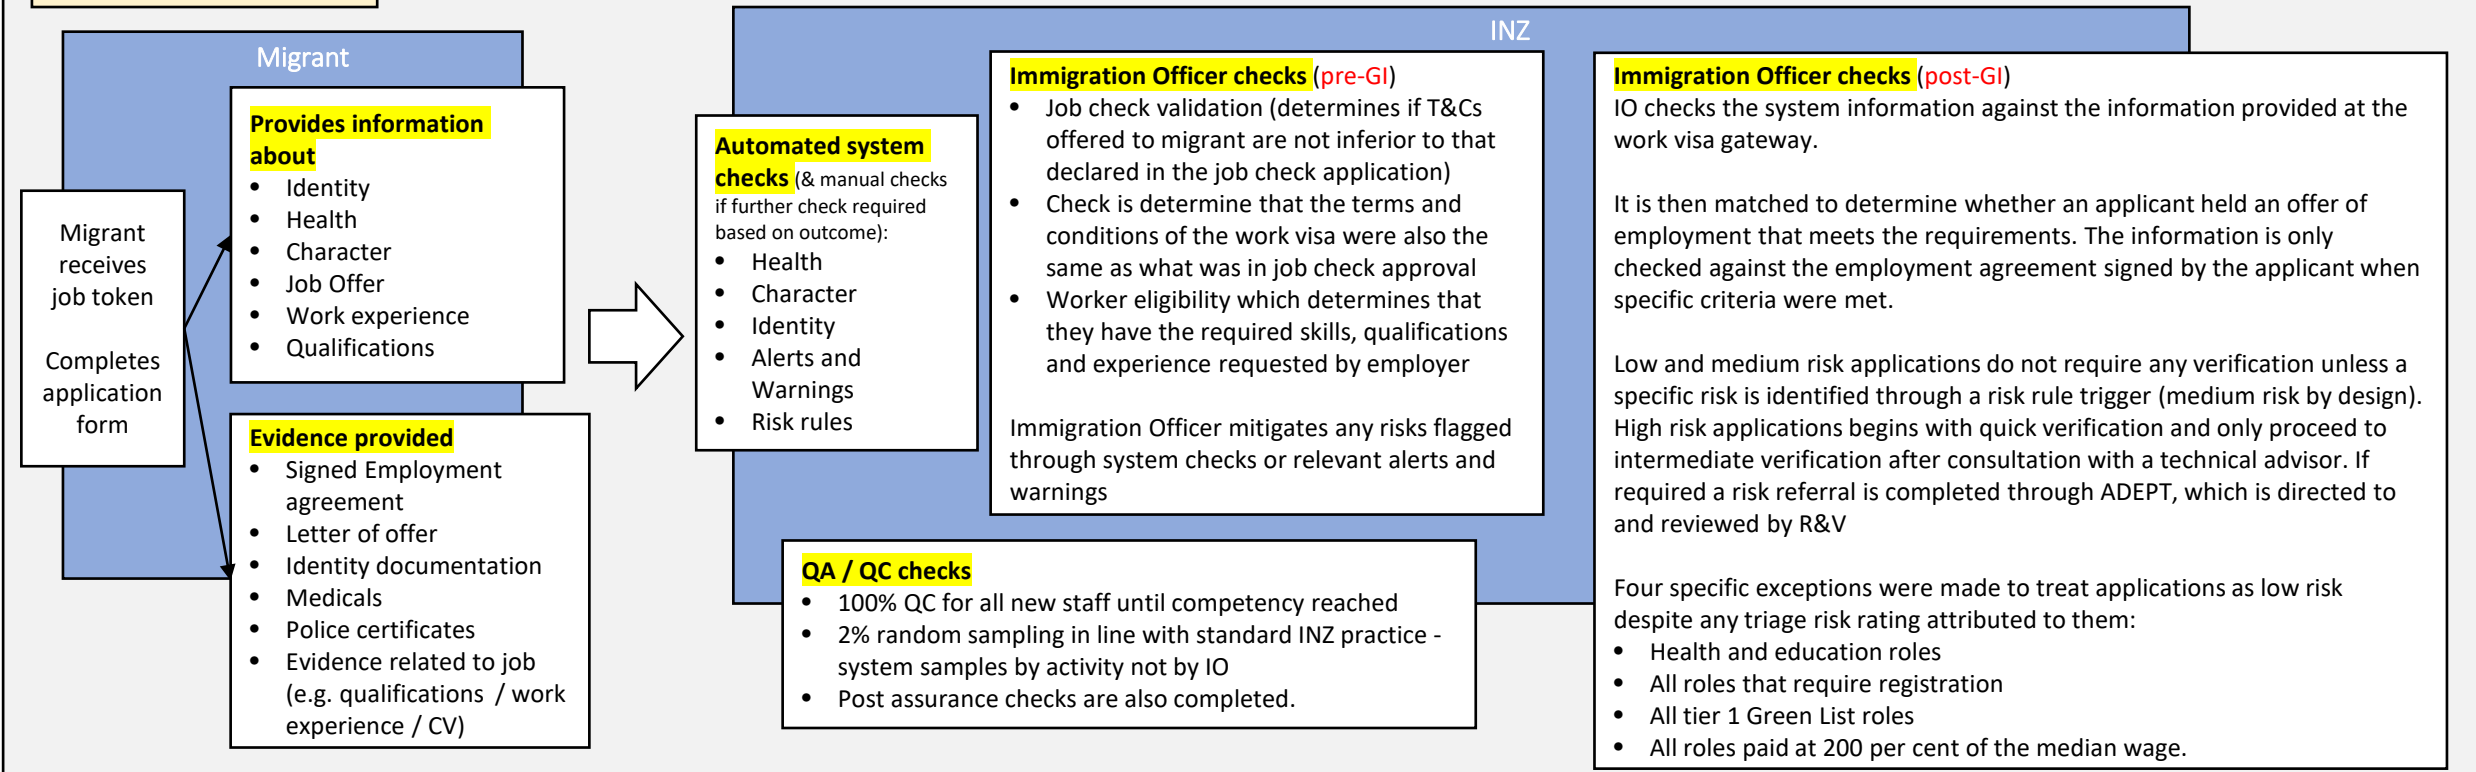 Migrant
Migrant
receives
job token
Completes
application
form
Provides information
about
• Identity
• Health
• Character
• Job Offer
• Work experience
• Qualifications
Evidence provided
• Signed Employment
agreement
• Letter of offer
• Identity documentation
• Medicals
• Police certificates
• Evidence related to job
(e.g. qualifications / work
experience / CV)
INZ
Automated system
checks (& manual checks
if further check required
based on outcome):
• Health
• Character
• Identity
• Alerts and
Warnings
• Risk rules
Immigration Officer checks (pre-GI)
• Job check validation (determines if T&Cs
offered to migrant are not inferior to that
declared in the job check application)
• Check is determine that the terms and
conditions of the work visa were also the
same as what was in job check approval
• Worker eligibility which determines that
they have the required skills, qualifications
and experience requested by employer
Immigration Officer mitigates any risks flagged
through system checks or relevant alerts and
warnings
QA / QC checks
• 100% QC for all new staff until competency reached
• 2% random sampling in line with standard INZ practice -
system samples by activity not by IO
• Post assurance checks are also completed.
Immigration Officer checks (post-GI)
IO checks the system information against the information provided at the
work visa gateway.
It is then matched to determine whether an applicant held an offer of
employment that meets the requirements. The information is only
checked against the employment agreement signed by the applicant when
specific criteria were met.
Low and medium risk applications do not require any verification unless a
specific risk is identified through a risk rule trigger (medium risk by design).
High risk applications begins with quick verification and only proceed to
intermediate verification after consultation with a technical advisor. If
required a risk referral is completed through ADEPT, which is directed to
and reviewed by R&V
Four specific exceptions were made to treat applications as low risk
despite any triage risk rating attributed to them:
• Health and education roles
• All roles that require registration
• All tier 1 Green List roles
• All roles paid at 200 per cent of the median wage.